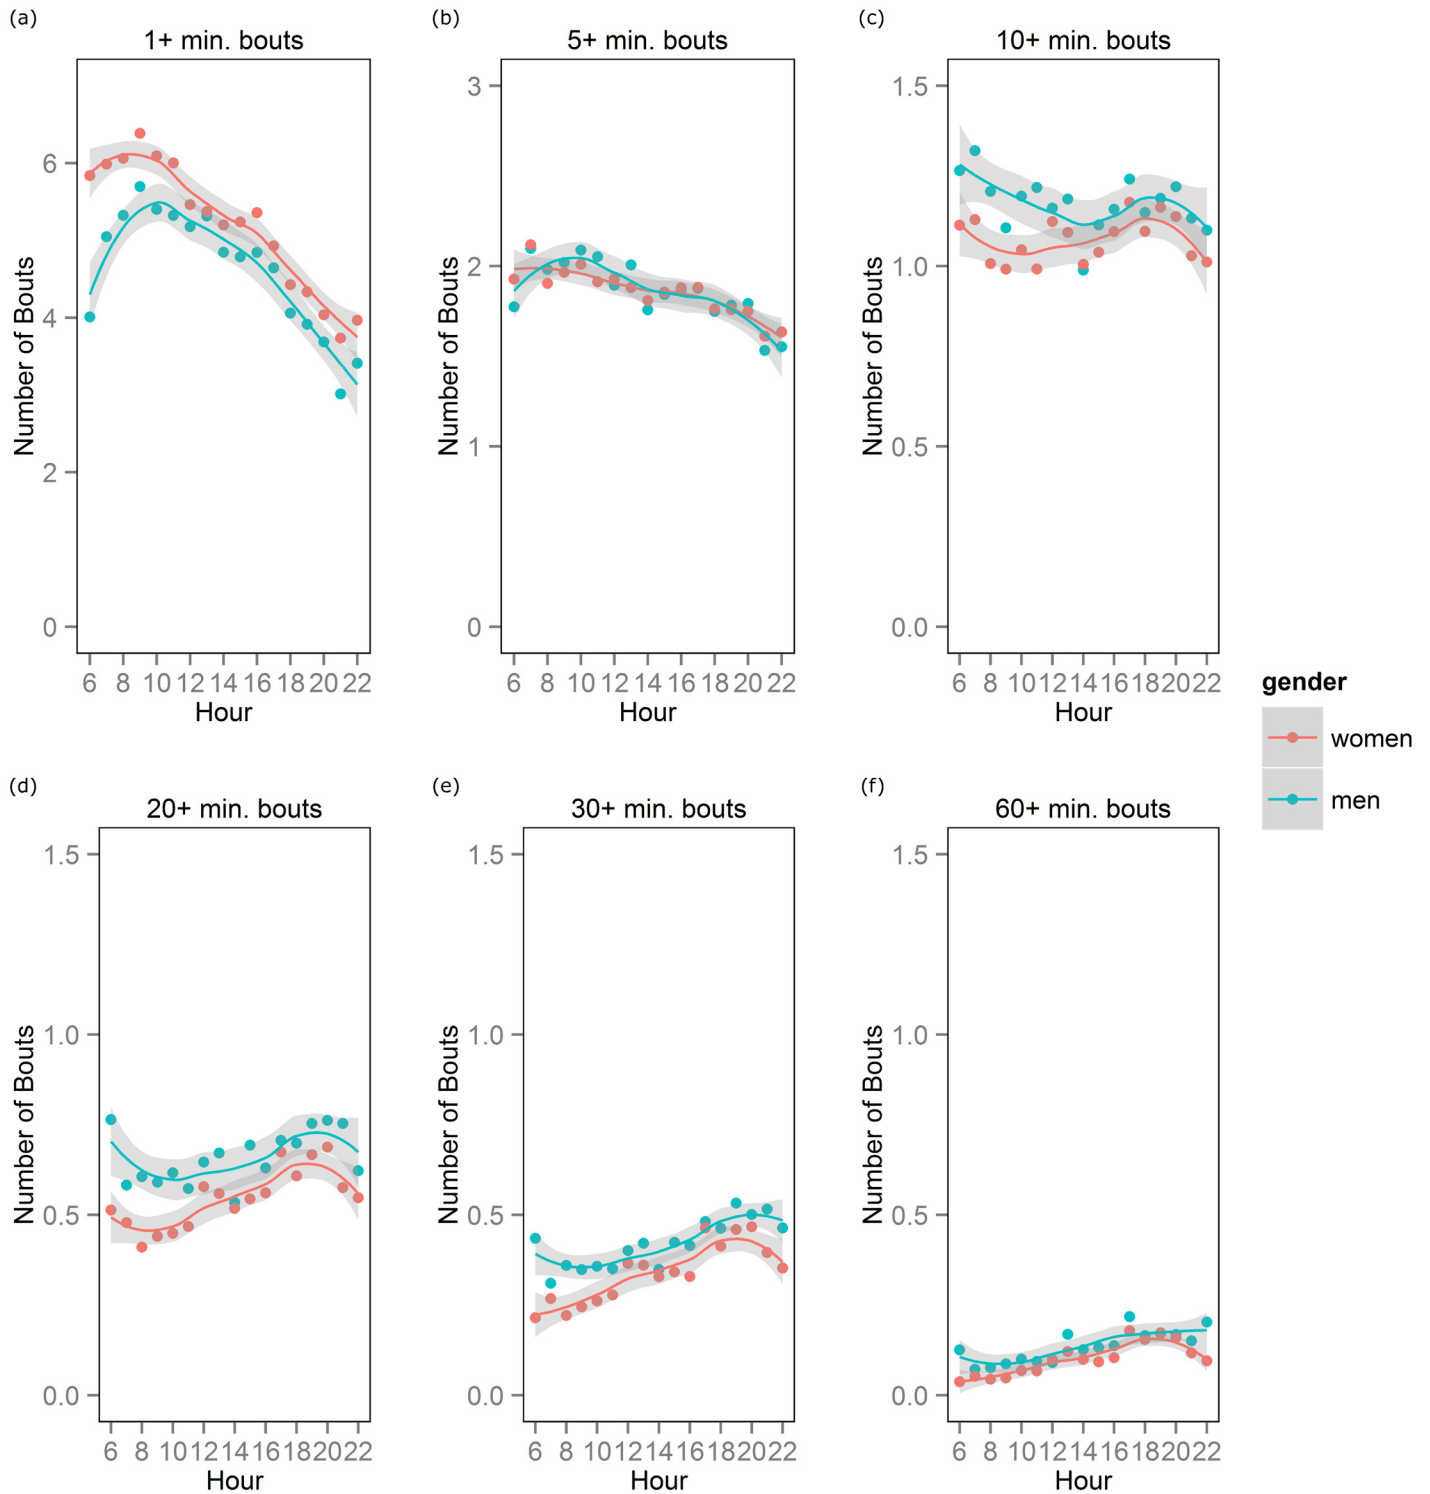 (a)
1+ min. bouts
Number of Bouts
6
4
2
0
6 8 10 12 14 16 18 20 22
Hour
(b)
5+ min. bouts
Number of Bouts
3
2
1
0
6 8 10 12 14 16 18 20 22
Hour
(c)
10+ min. bouts
Number of Bouts
1.5
1.0
0.5
0.0
6 8 10 12 14 16 18 20 22
Hour
gender
women
men
(d)
20+ min. bouts
Number of Bouts
1.5
1.0
0.5
0.0
6 8 10 12 14 16 18 20 22
Hour
(e)
30+ min. bouts
Number of Bouts
1.5
1.0
0.5
0.0
6 8 10 12 14 16 18 20 22
Hour
(f)
60+ min. bouts
Number of Bouts
1.5
1.0
0.5
0.0
6 8 10 12 14 16 18 20 22
Hour